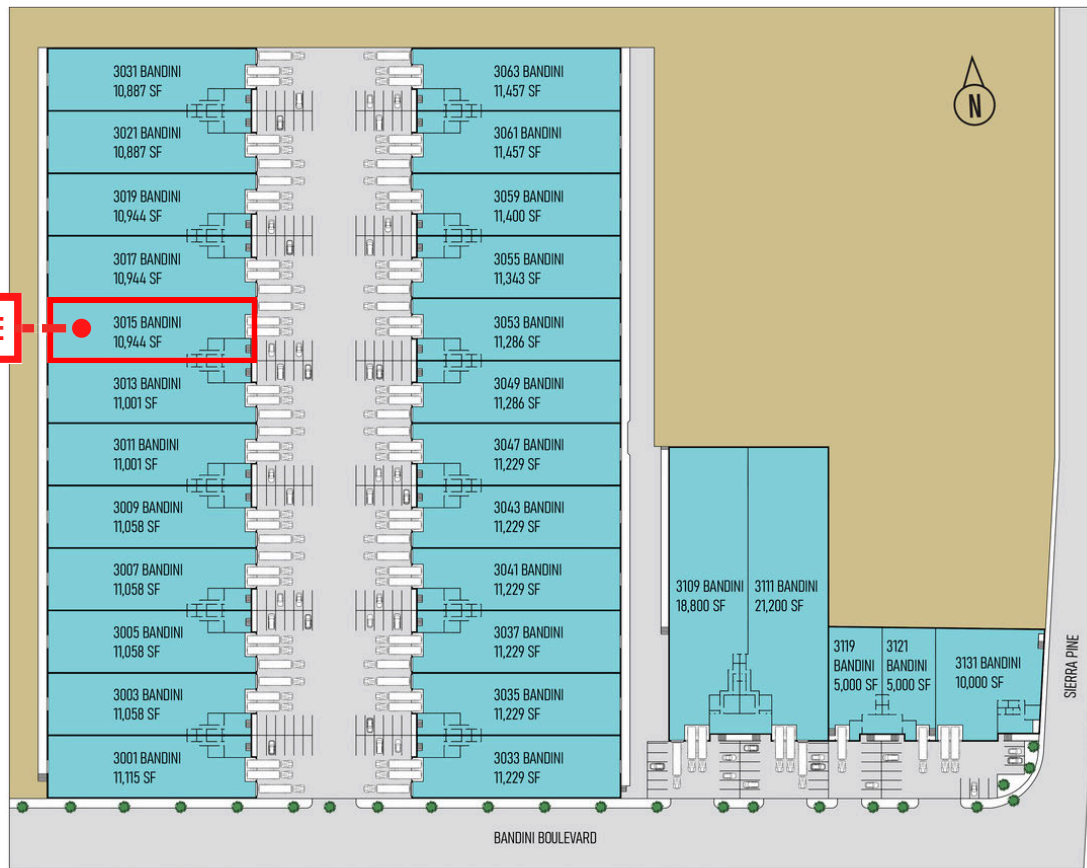 3031 BANDINI
10,887 SF
3021 BANDINI
10,887 SF
3019 BANDINI
10,944 SF
3017 BANDINI
10,944 SF
E
3015 BANDINI
10,944 SF
3013 BANDINI
11,001 SF
3011 BANDINI
11,001 SF
3009 BANDINI
11,058 SF
3007 BANDINI
11,058 SF
3005 BANDINI
11,058 SF
3003 BANDINI
11,058 SF
3001 BANDINI
11,115 SF
3063 BANDINI
11,457 SF
3061 BANDINI
11,457 SF
3059 BANDINI
11,400 SF
3055 BANDINI
11,343 SF
3053 BANDINI
11,286 SF
3049 BANDINI
11,286 SF
3047 BANDINI
11,229 SF
3043 BANDINI
11,229 SF
3041 BANDINI
11,229 SF
3037 BANDINI
11,229 SF
3035 BANDINI
11,229 SF
3033 BANDINI
11,229 SF
N
3109 BANDINI
18,800 SF
3111 BANDINI
21,200 SF
3119
BANDINI
5,000 SF
3121
BANDINI
5,000 SF
3131 BANDINI
10,000 SF
SIERRA PINE
BANDINI BOULEVARD